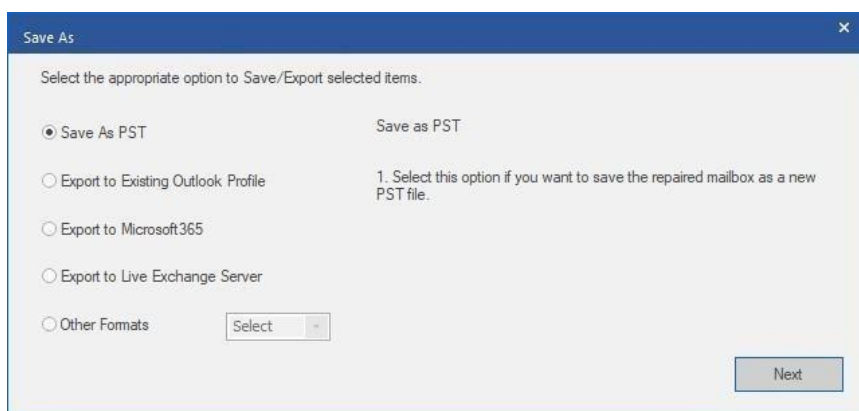 Save As
Select the appropriate option to Save/Export selected items.
Save As PST
Save as PST
Export to Existing Outlook Profile
1. Select this option if you want to save the repaired mailbox as a new
PST file.
Export to Microsoft365
Export to Live Exchange Server
Other Formats
Select
Next